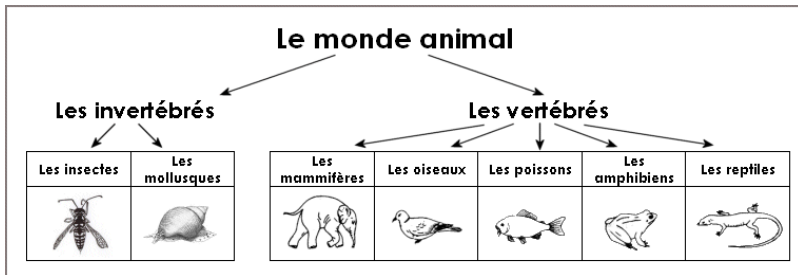 Le monde animal
Les invertébrés
Les vertébrés
Les insectes
Les
mollusques
Les
mammifères
Les oiseaux
Les poissons
Les
amphibiens
Les reptiles